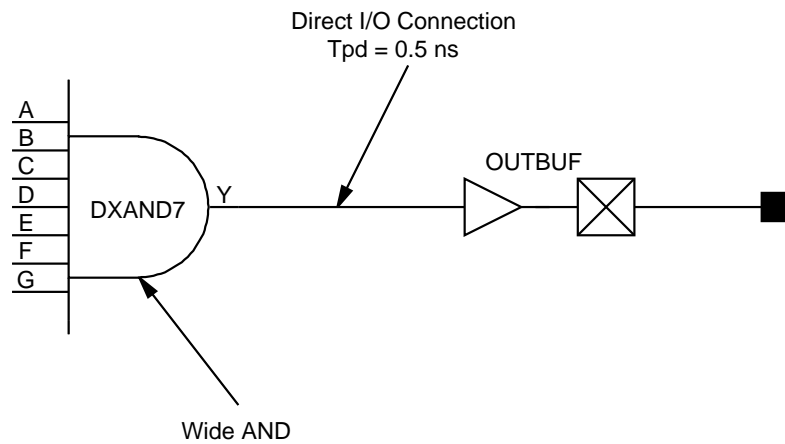 Direct I/O Connection
Tpd = 0.5 ns
A
B
C
D
E
F
G
DXAND7
Y
OUTBUF
Wide AND